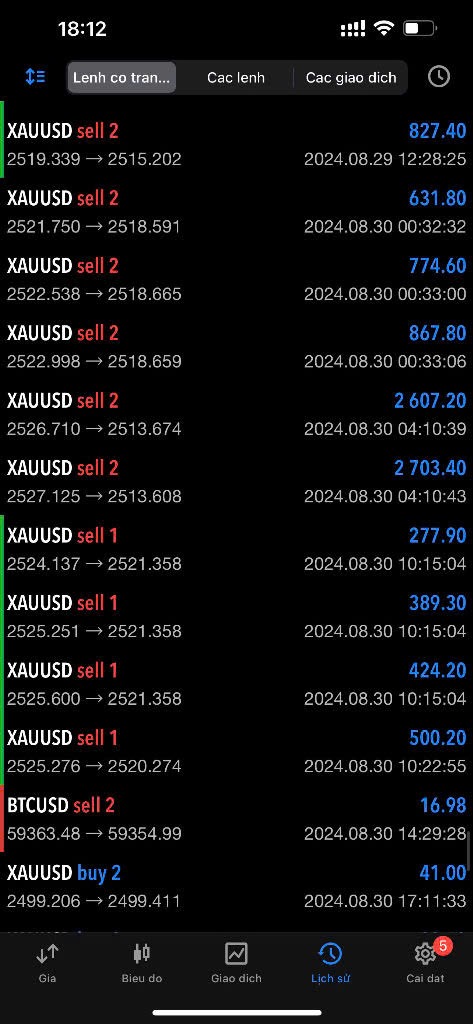 18:12
Lenh co tran... Cac lenh Cac giao dich
XAUUSD sell 2 827.40
2519.339 → 2515.202 2024.08.29 12:28:25
XAUUSD sell 2 631.80
2521.750 → 2518.591 2024.08.30 00:32:32
XAUUSD sell 2 774.60
2522.538 → 2518.665 2024.08.30 00:33:00
XAUUSD sell 2 867.80
2522.998 → 2518.659 2024.08.30 00:33:06
XAUUSD sell 2 2 607.20
2526.710 → 2513.674 2024.08.30 04:10:39
XAUUSD sell 2 2 703.40
2527.125 → 2513.608 2024.08.30 04:10:43
XAUUSD sell 1 277.90
2524.137 → 2521.358 2024.08.30 10:15:04
XAUUSD sell 1 389.30
2525.251 → 2521.358 2024.08.30 10:15:04
XAUUSD sell 1 424.20
2525.600 → 2521.358 2024.08.30 10:15:04
XAUUSD sell 1 500.20
2525.276 → 2520.274 2024.08.30 10:22:55
BTCUSD sell 2 16.98
59363.48 → 59354.99 2024.08.30 14:29:28
XAUUSD buy 2 41.00
2499.206 → 2499.411 2024.08.30 17:11:33
5
Gia Bieu do Giao dich Lịch sử Cai dat